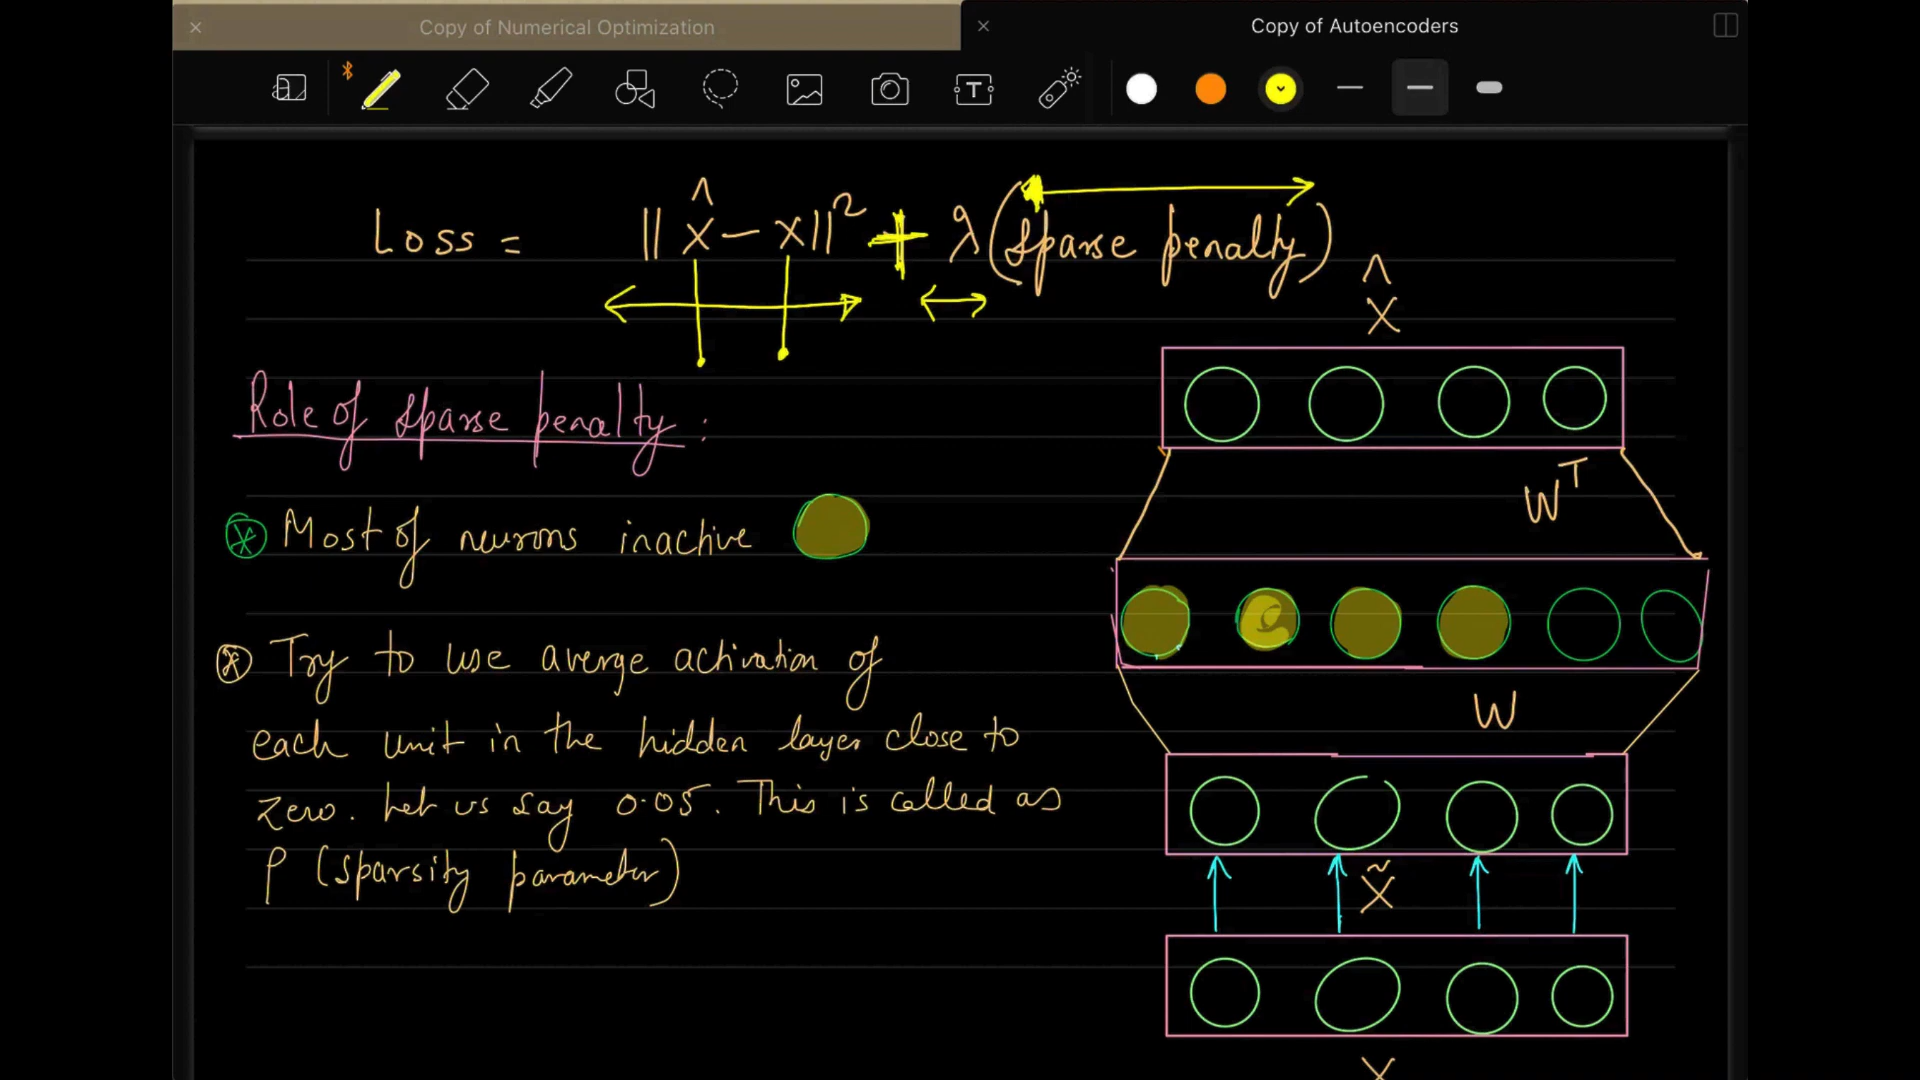 Copy of Numerical Optimization
Copy of Autoencoders
Loss = || X̂ - X ||² + λ (Sparse penalty)
X̂
Role of Sparse penalty :
Wᵀ
Most of neurons inactive
Try to use averge activation of
W
each unit in the hidden layer close to
Zero. Let us say 0.05. This is called as
ρ (Sparsity parameter)
X̃
X